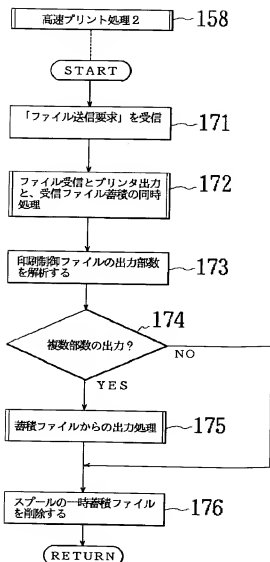 高速プリント処理2
158
START
「ファイル送信要求」を受信
171
ファイル受信とプリンタ出力
と、受信ファイル蓄積の同時
処理
172
印刷制御ファイルの出力部数
を解析する
173
174
複数部数の出力?
NO
YES
蓄積ファイルからの出力処理
175
スプールの一時蓄積ファイル
を削除する
176
RETURN